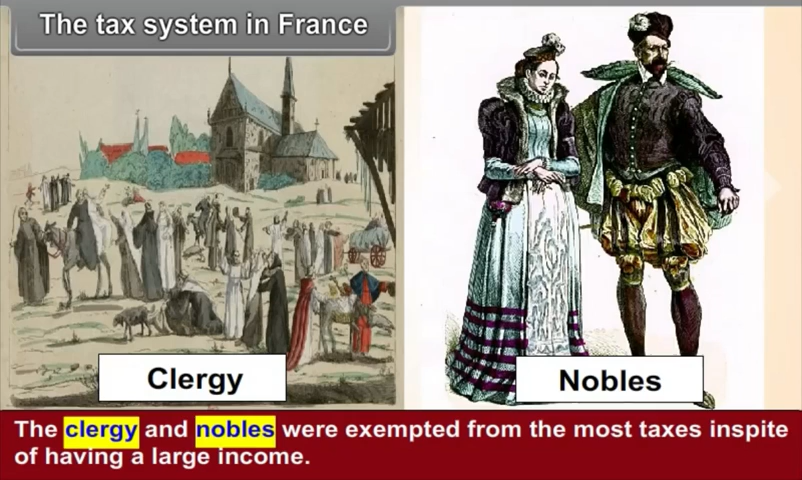 The tax system in France
Clergy
Nobles
The clergy and nobles were exempted from the most taxes inspite
of having a large income.